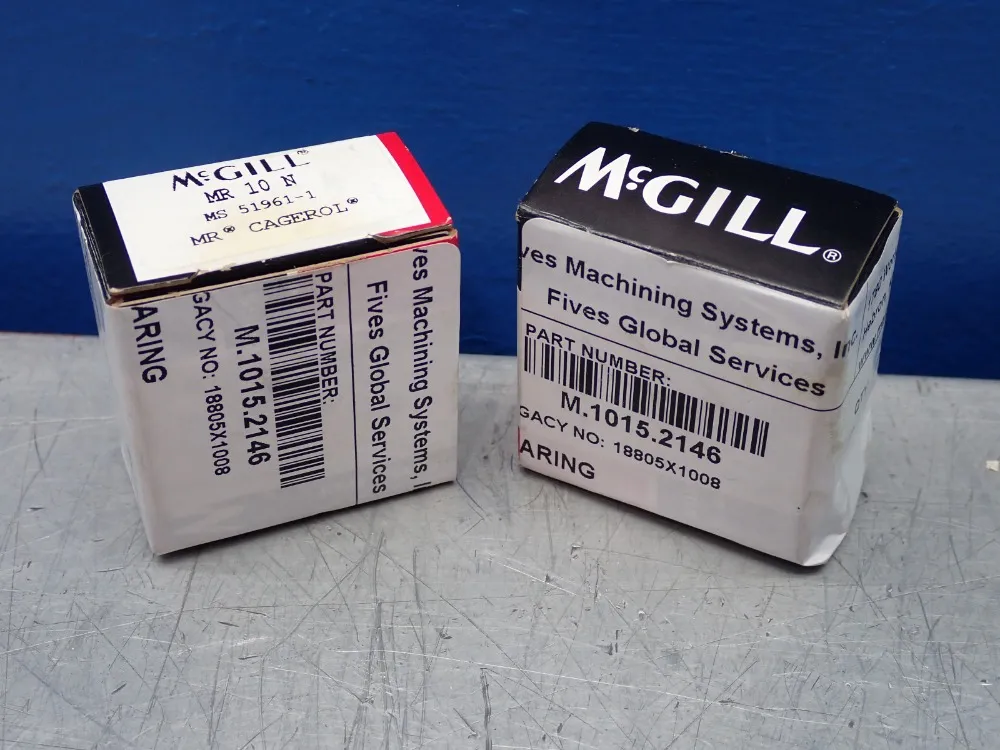 McGILL®
MR 10 N
MS 51961-1
MR® CAGEROL®
ves Machining Systems,
Fives Global Services
PART NUMBER:
M.1015.2146
GACY NO: 18805X1008
ARING
McGILL®
ves Machining Systems, Inc.
Fives Global Services
PART NUMBER:
M.1015.2146
GACY NO: 18805X1008
ARING